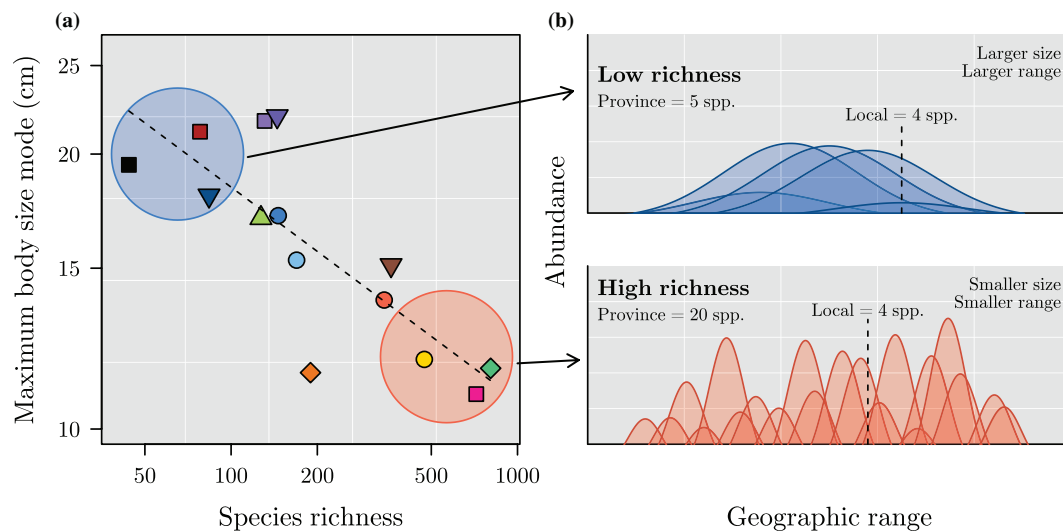 (a)
Maximum body size mode (cm)
25
20
15
10
50
100
200
500
1000
Species richness
(b)
Abundance
Low richness
Province = 5 spp.
Larger size
Larger range
Local = 4 spp.
High richness
Province = 20 spp.
Smaller size
Smaller range
Local = 4 spp.
Geographic range